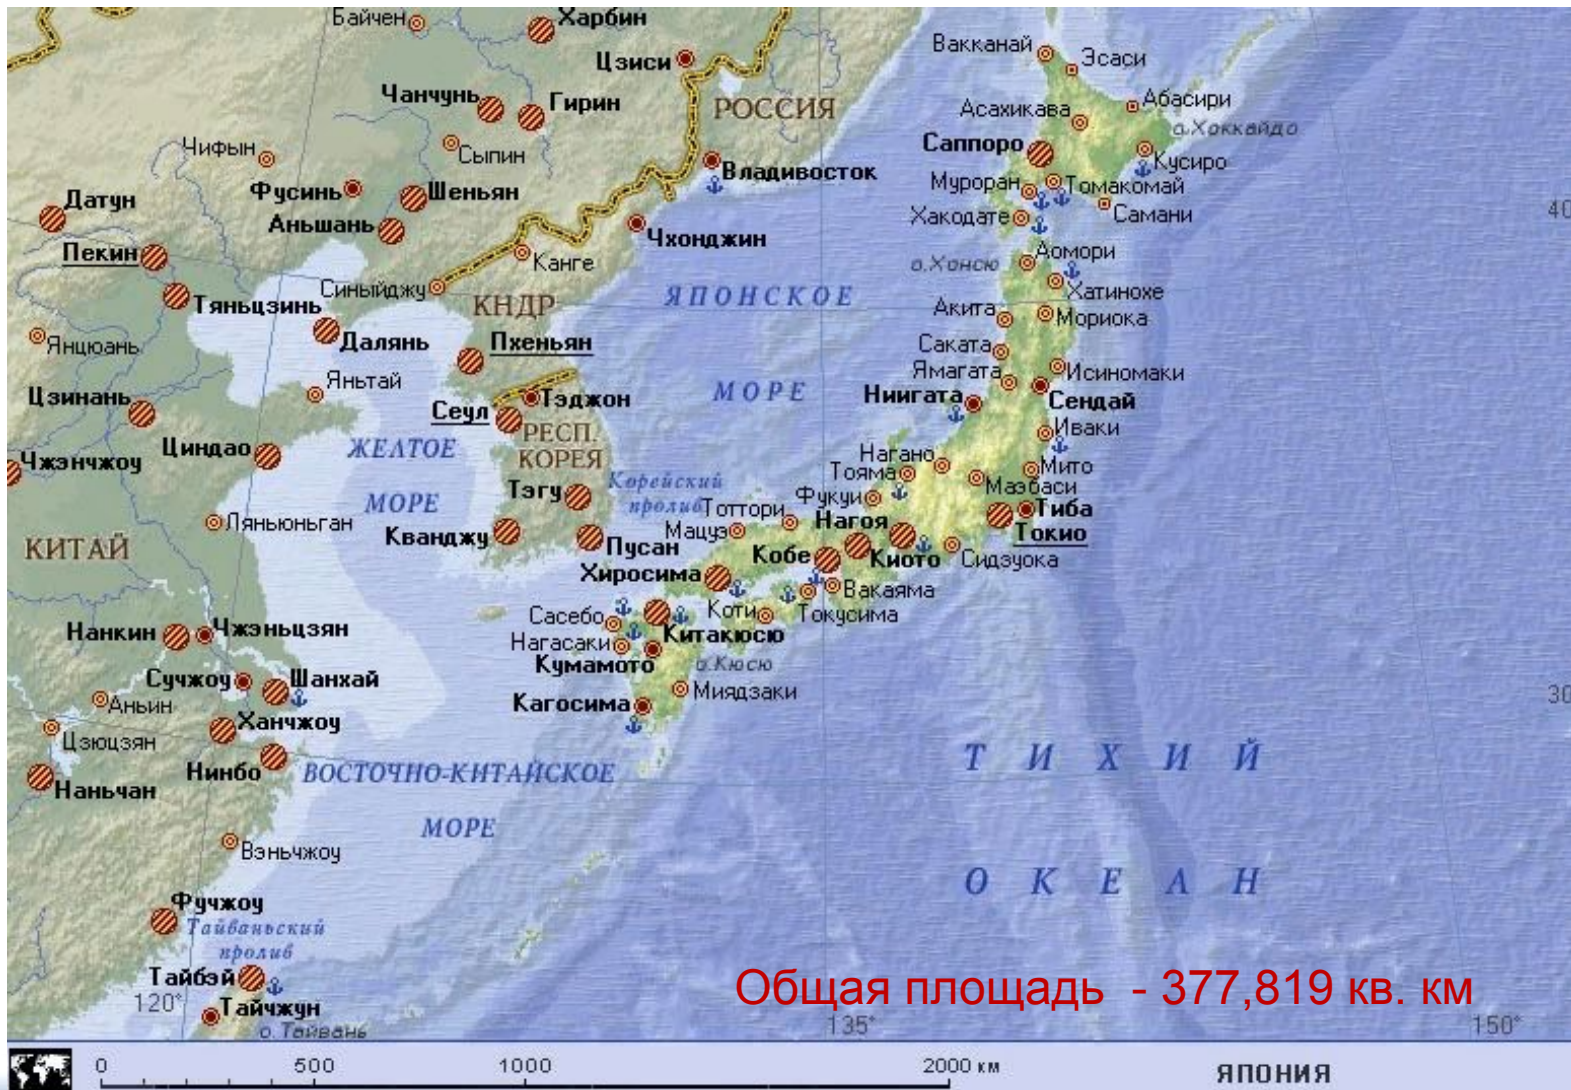 Байчен
Харбин
Цзиси
Чанчунь
Гирин
РОССИЯ
Чифын
Сыпин
Владивосток
Фусинь
Шеньян
Датун
Аньшань
Пекин
Чхонджин
Канге
Синыйджу
КНДР
Тяньцзинь
Далянь
Пхеньян
Янцюань
Яньтай
Цзинань
Сеул
Тэджон
РЕСП.
КОРЕЯ
Циндао
Чжэнчжоу
ЖЕЛТОЕ
МОРЕ
Тэгу
Корейский
пролив
Ляньюньган
Кванджу
Пусан
КИТАЙ
ЯПОНСКОЕ
МОРЕ
Вакканай
Эсаси
Асахикава
Абасири
о.Хоккайдо
Саппоро
Кусиро
Муроран
Томакомай
Хакодате
Самани
40
о.Хонсю
Аомори
Хатинохе
Акита
Мориока
Саката
Ямагата
Исиномаки
Ниигата
Сендай
Иваки
Нагано
Тояма
Мито
Маэбаси
Фукуи
Тоттори
Нагоя
Тиба
Токио
Мацуэ
Кобе
Киото
Сидзуока
Хиросима
Вакаяма
Сасебо
Коти
Токусима
Нагасаки
Китакюсю
Кумамото
о.Кюсю
Миядзаки
Кагосима
30
Нанкин
Чжэньцзян
Сучжоу
Шанхай
Аньин
Ханчжоу
Цзюцзян
Нинбо
Наньчан
ВОСТОЧНО-КИТАЙСКОЕ
МОРЕ
ТИХИЙ
ОКЕАН
Вэньчжоу
Фучжоу
Тайваньский
пролив
Тайбэй
120°
Тайчжун
о.Тайвань
Общая площадь - 377,819 кв. км
135°
150°
0 500 1000 2000 км
ЯПОНИЯ